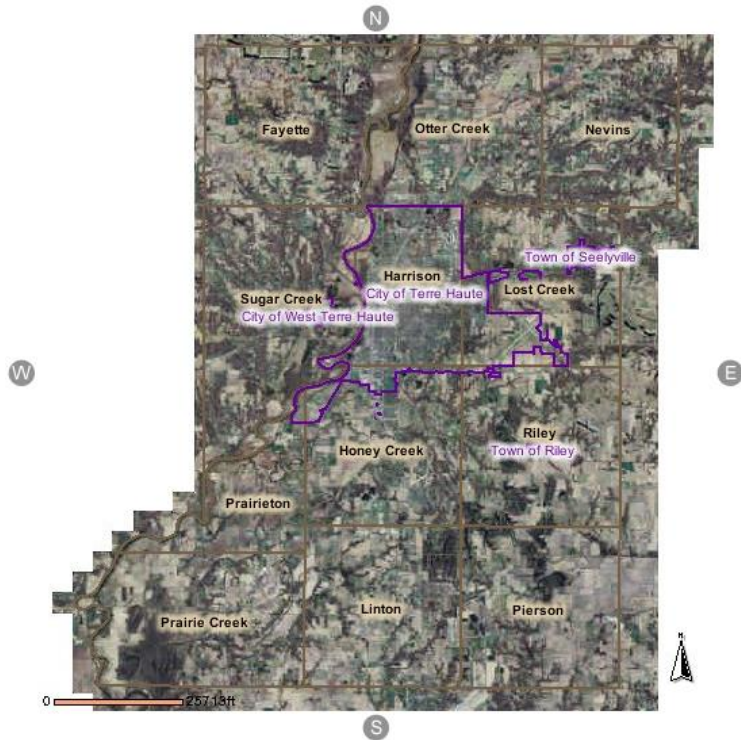 N
Fayette
Otter Creek
Nevins
Town of Seelyville
Harrison
City of Terre Haute
Lost Creek
Sugar Creek
City of West Terre Haute
W
E
Riley
Town of Riley
Honey Creek
Prairieton
Linton
Pierson
Prairie Creek
N
0 25713ft
S